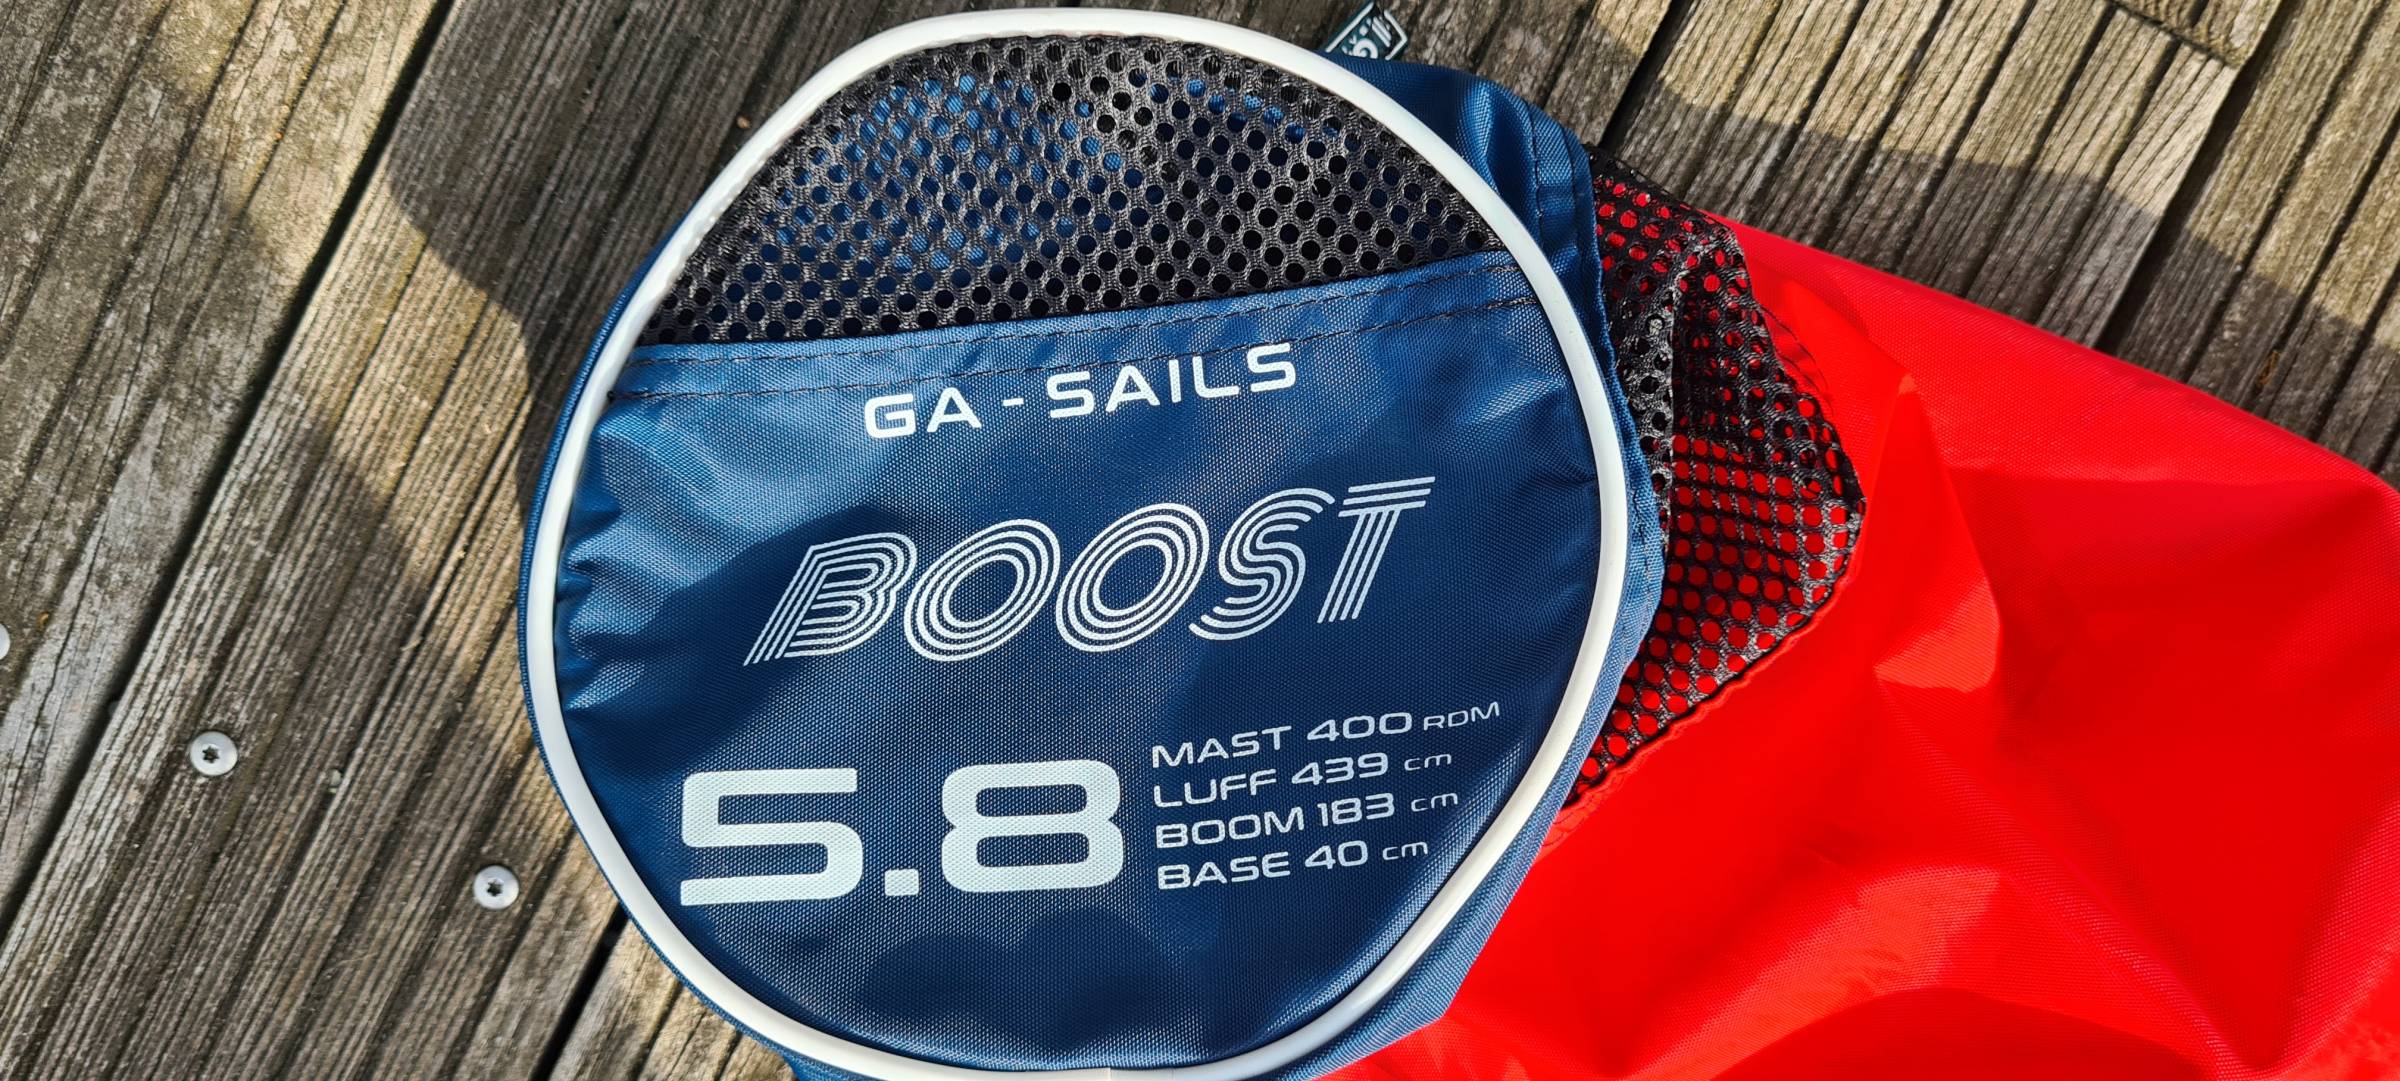 GA - SAILS
BOOST
5.8
MAST 400 RDM
LUFF 439 cm
BOOM 183 cm
BASE 40 cm